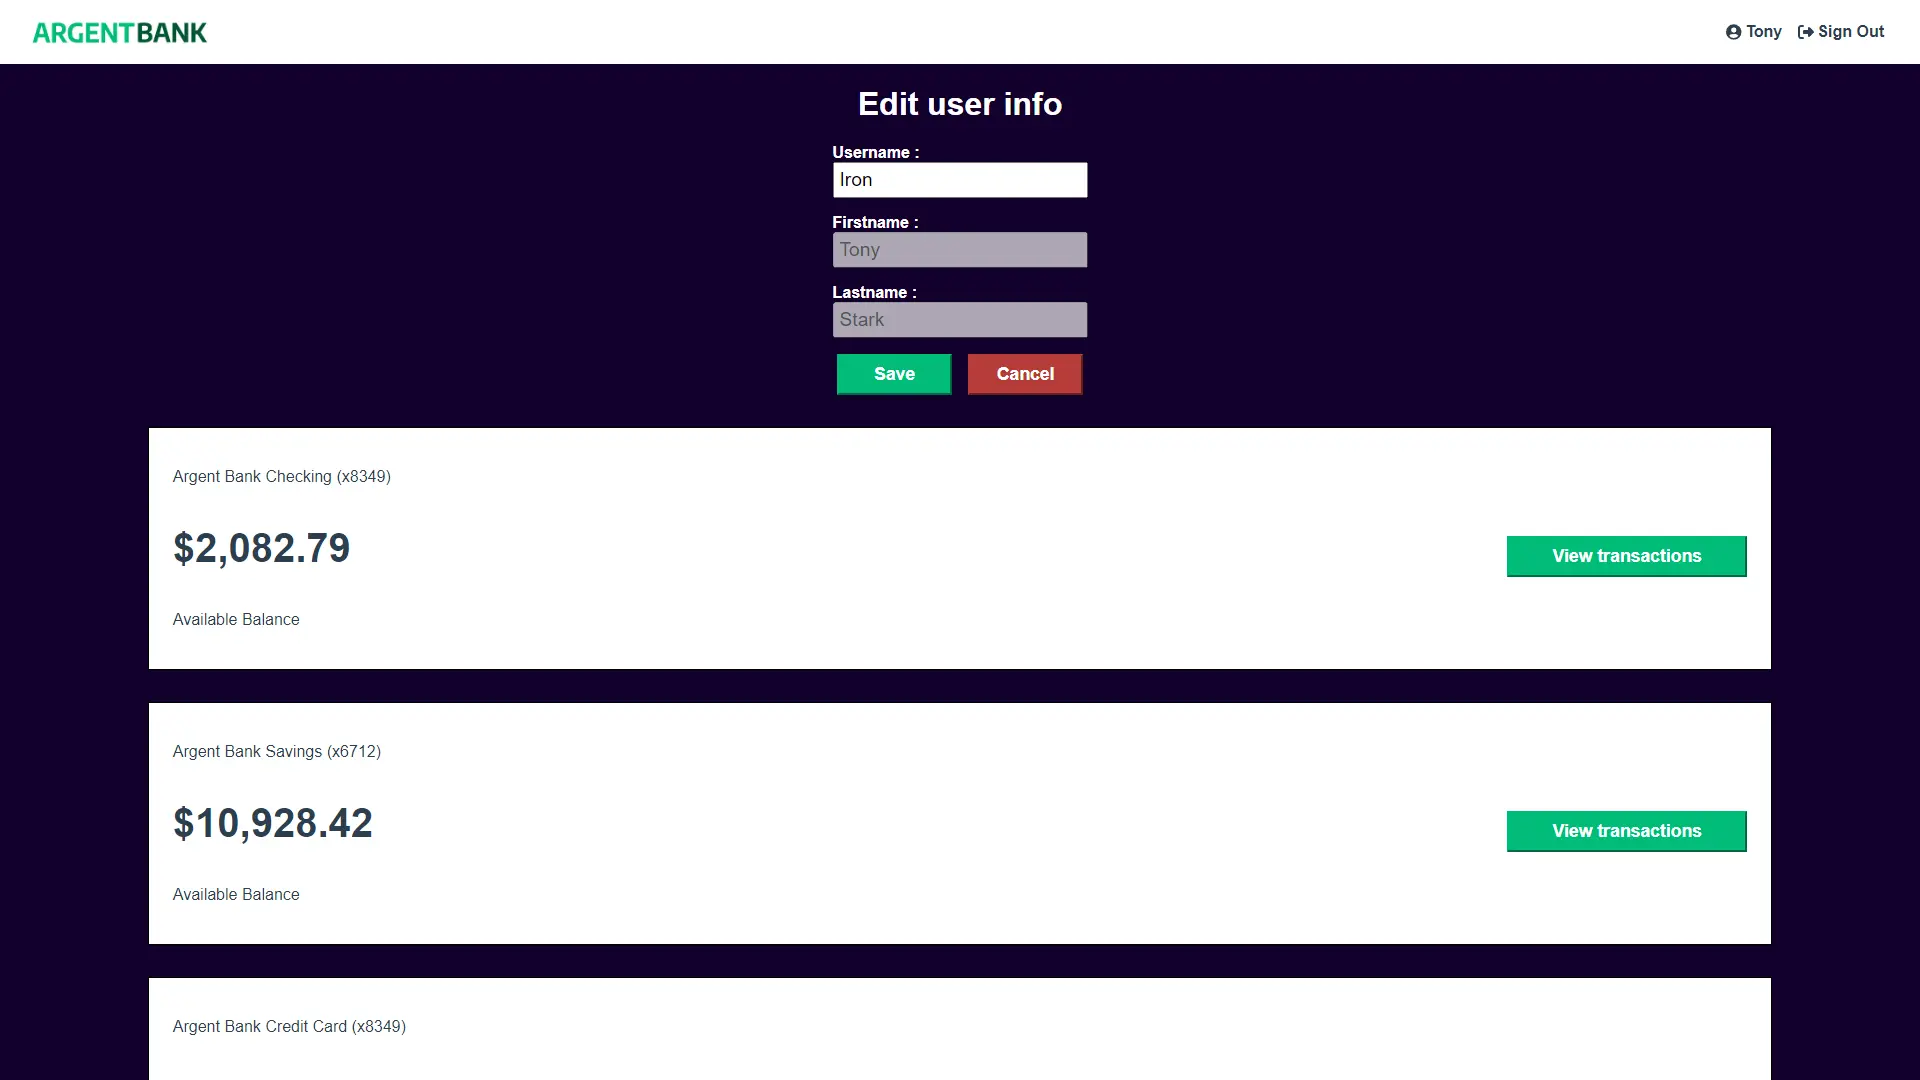 ARGENTBANK
Tony Sign Out
Edit user info
Username :
Iron
Firstname :
Tony
Lastname :
Stark
Save Cancel
Argent Bank Checking (x8349)
$2,082.79
View transactions
Available Balance
Argent Bank Savings (x6712)
$10,928.42
View transactions
Available Balance
Argent Bank Credit Card (x8349)